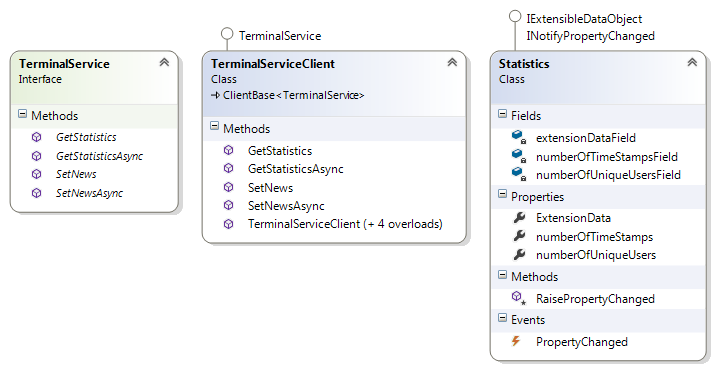 TerminalService
Interface
Methods
GetStatistics
GetStatisticsAsync
SetNews
SetNewsAsync
TerminalService
TerminalServiceClient
Class
ClientBase<TerminalService>
Methods
GetStatistics
GetStatisticsAsync
SetNews
SetNewsAsync
TerminalServiceClient (+ 4 overloads)
IExtensibleDataObject
INotifyPropertyChanged
Statistics
Class
Fields
extensionDataField
numberOfTimeStampsField
numberOfUniqueUsersField
Properties
ExtensionData
numberOfTimeStamps
numberOfUniqueUsers
Methods
RaisePropertyChanged
Events
PropertyChanged